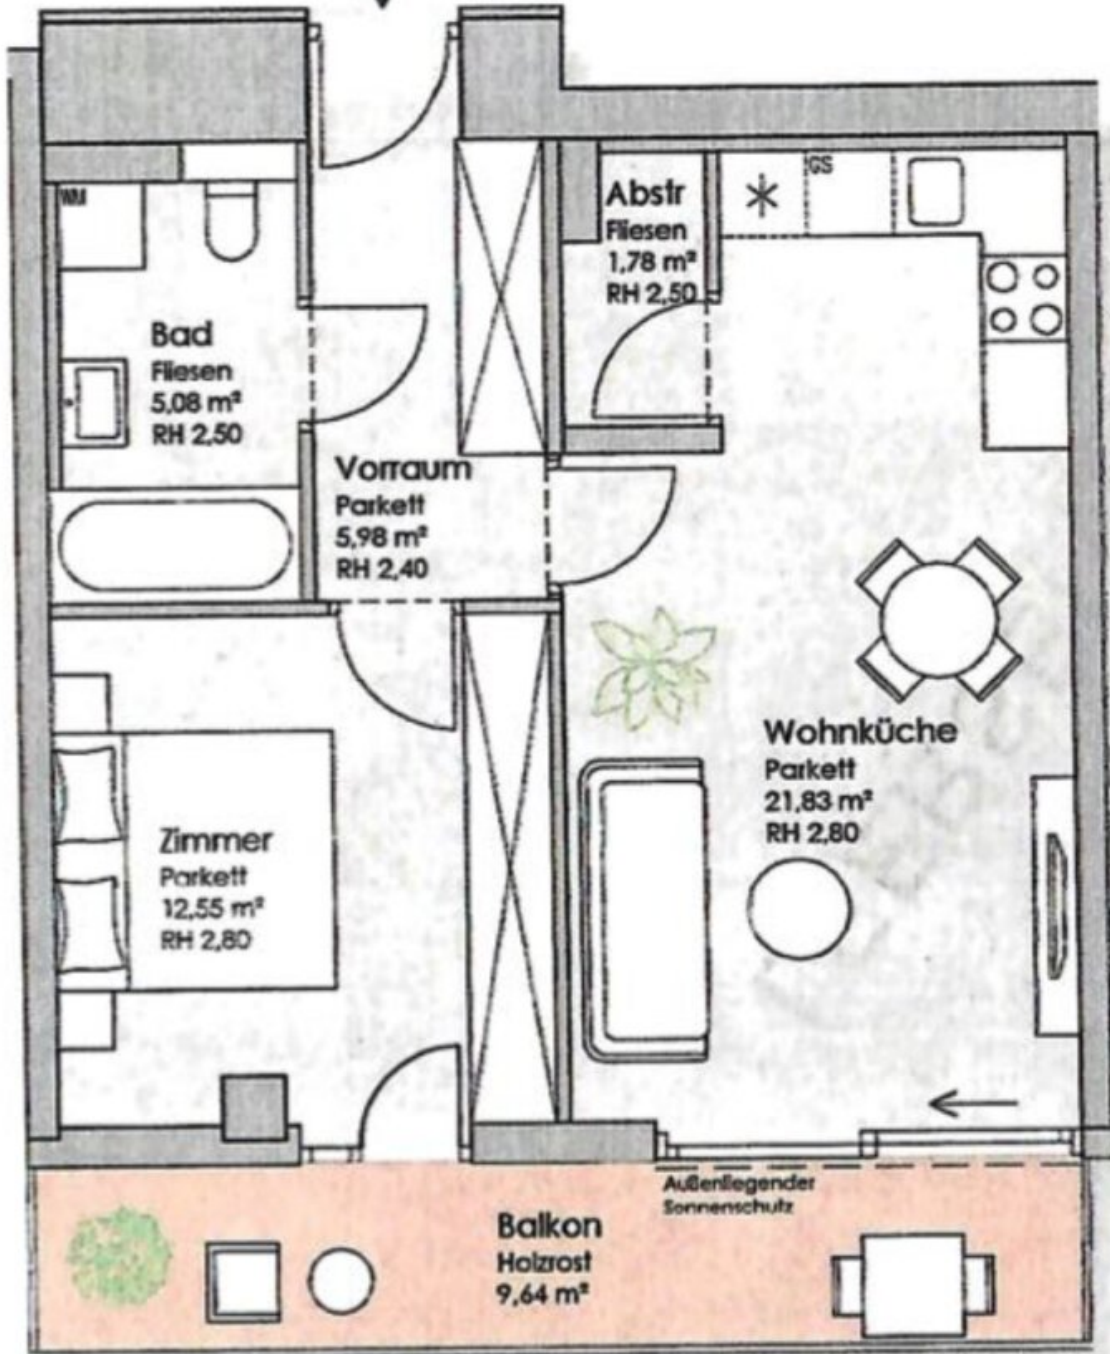 WM
GS
Abstr
Fliesen
1,78 m²
RH 2,50
Bad
Fliesen
5,08 m²
RH 2,50
Vorraum
Parkett
5,98 m²
RH 2,40
Wohnküche
Parkett
21,83 m²
RH 2,80
Zimmer
Parkett
12,55 m²
RH 2,80
Außenliegender
Sonnenschutz
Balkon
Holzrost
9,64 m²